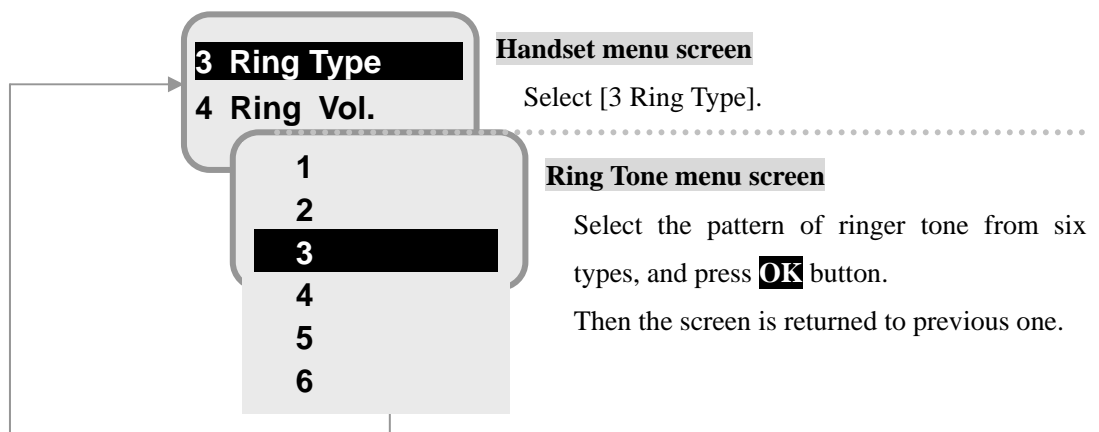 3 Ring Type
4 Ring Vol.
Handset menu screen
Select [3 Ring Type].
1
2
3
4
5
6
Ring Tone menu screen
Select the pattern of ringer tone from six
types, and press OK button.
Then the screen is returned to previous one.